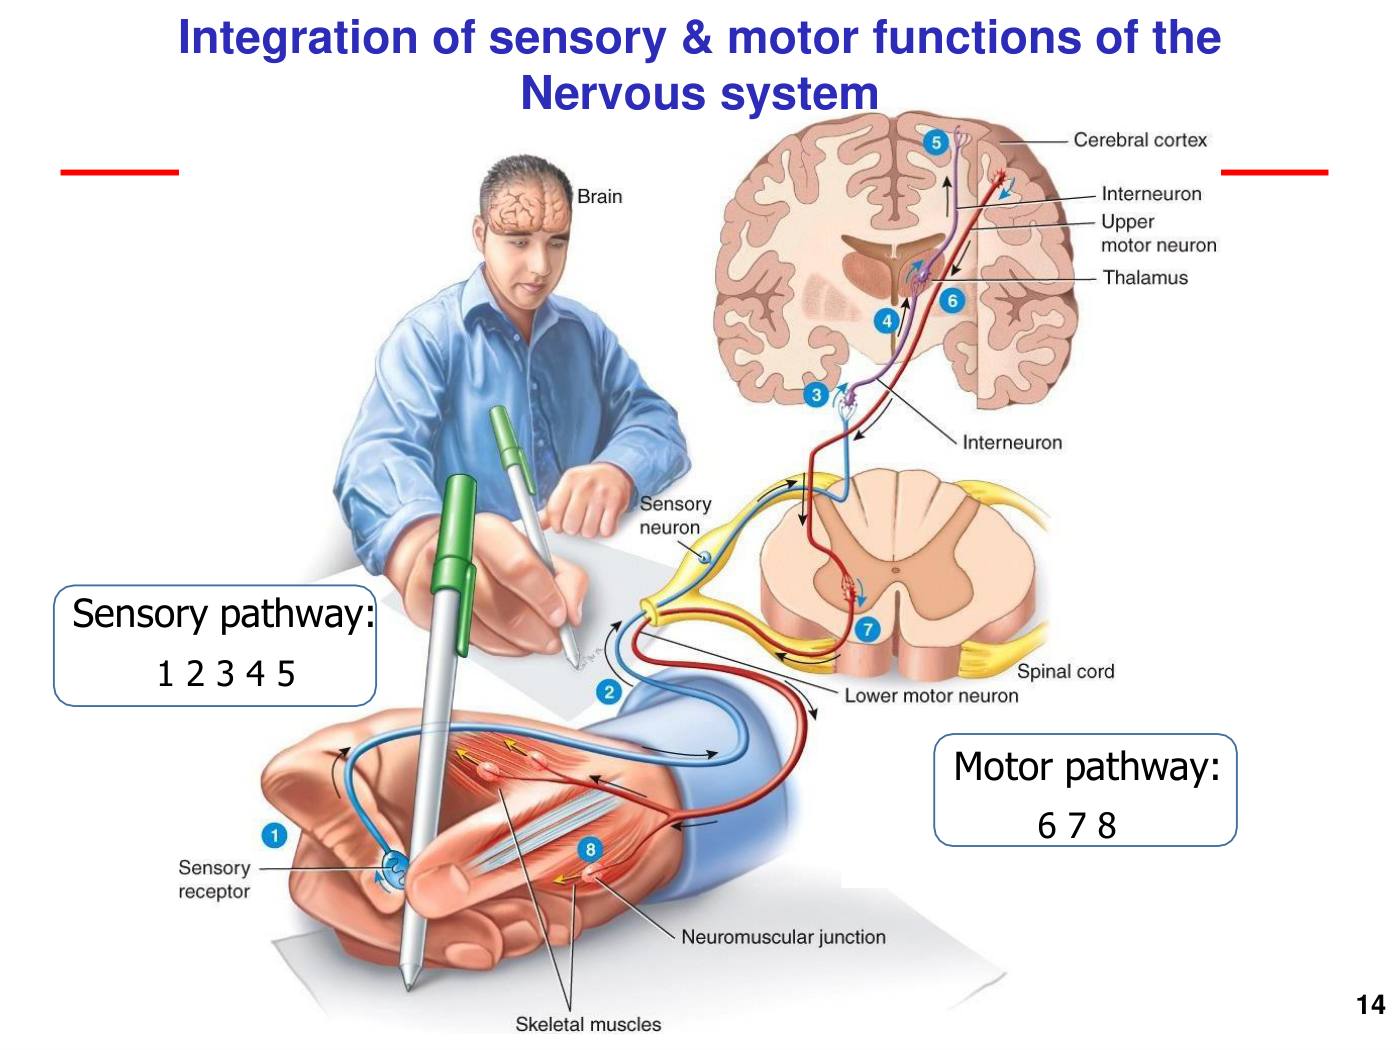 Integration of sensory & motor functions of the
Nervous system
5
Cerebral cortex
Brain
Interneuron
Upper
motor neuron
Thalamus
6
4
3
Interneuron
Sensory
neuron
Sensory pathway:
1 2 3 4 5
7
Spinal cord
2
Lower motor neuron
Motor pathway:
6 7 8
1
8
Sensory
receptor
Neuromuscular junction
Skeletal muscles
14